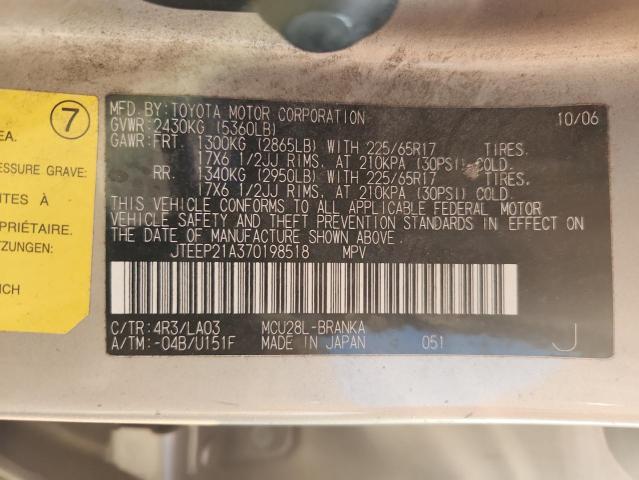 7
EA.
ESSURE GRAVE:
TES À
PRIÉTAIRE.
TZUNGEN:
ICH
MFD.BY:TOYOTA MOTOR CORPORATION 10/06
GVWR:2430KG (5360LB)
GAWR:FRT. 1300KG (2865LB) WITH 225/65R17 TIRES,
17X6 1/2JJ RIMS, AT 210KPA (30PSI) COLD.
RR. 1340KG (2950LB) WITH 225/65R17 TIRES,
17X6 1/2JJ RIMS, AT 210KPA (30PSI) COLD.
THIS VEHICLE CONFORMS TO ALL APPLICABLE FEDERAL MOTOR
VEHICLE SAFETY AND THEFT PREVENTION STANDARDS IN EFFECT ON
THE DATE OF MANUFACTURE SHOWN ABOVE.
JTEEP21A370198518 MPV
C/TR:4R3/LA03 MCU28L-BRANKA
A/TM:-04B/U151F MADE IN JAPAN 051 J